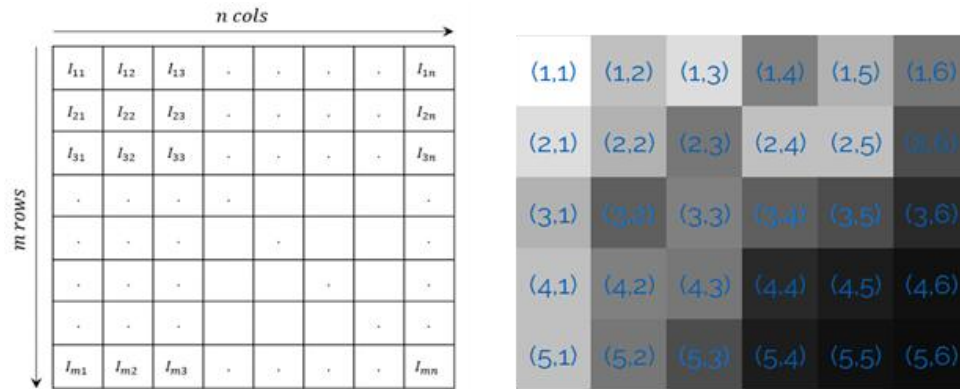 n cols
m rows
I₁₁ I₁₂ I₁₃ . . . . I₁ₙ
I₂₁ I₂₂ I₂₃ . . . . I₂ₙ
I₃₁ I₃₂ I₃₃ . . . . I₃ₙ
. . . . .
. . . . .
. . . . .
. . . . .
Iₘ₁ Iₘ₂ Iₘ₃ . . . . Iₘₙ
(1,1) (1,2) (1,3) (1,4) (1,5) (1,6)
(2,1) (2,2) (2,3) (2,4) (2,5) (2,6)
(3,1) (3,2) (3,3) (3,4) (3,5) (3,6)
(4,1) (4,2) (4,3) (4,4) (4,5) (4,6)
(5,1) (5,2) (5,3) (5,4) (5,5) (5,6)